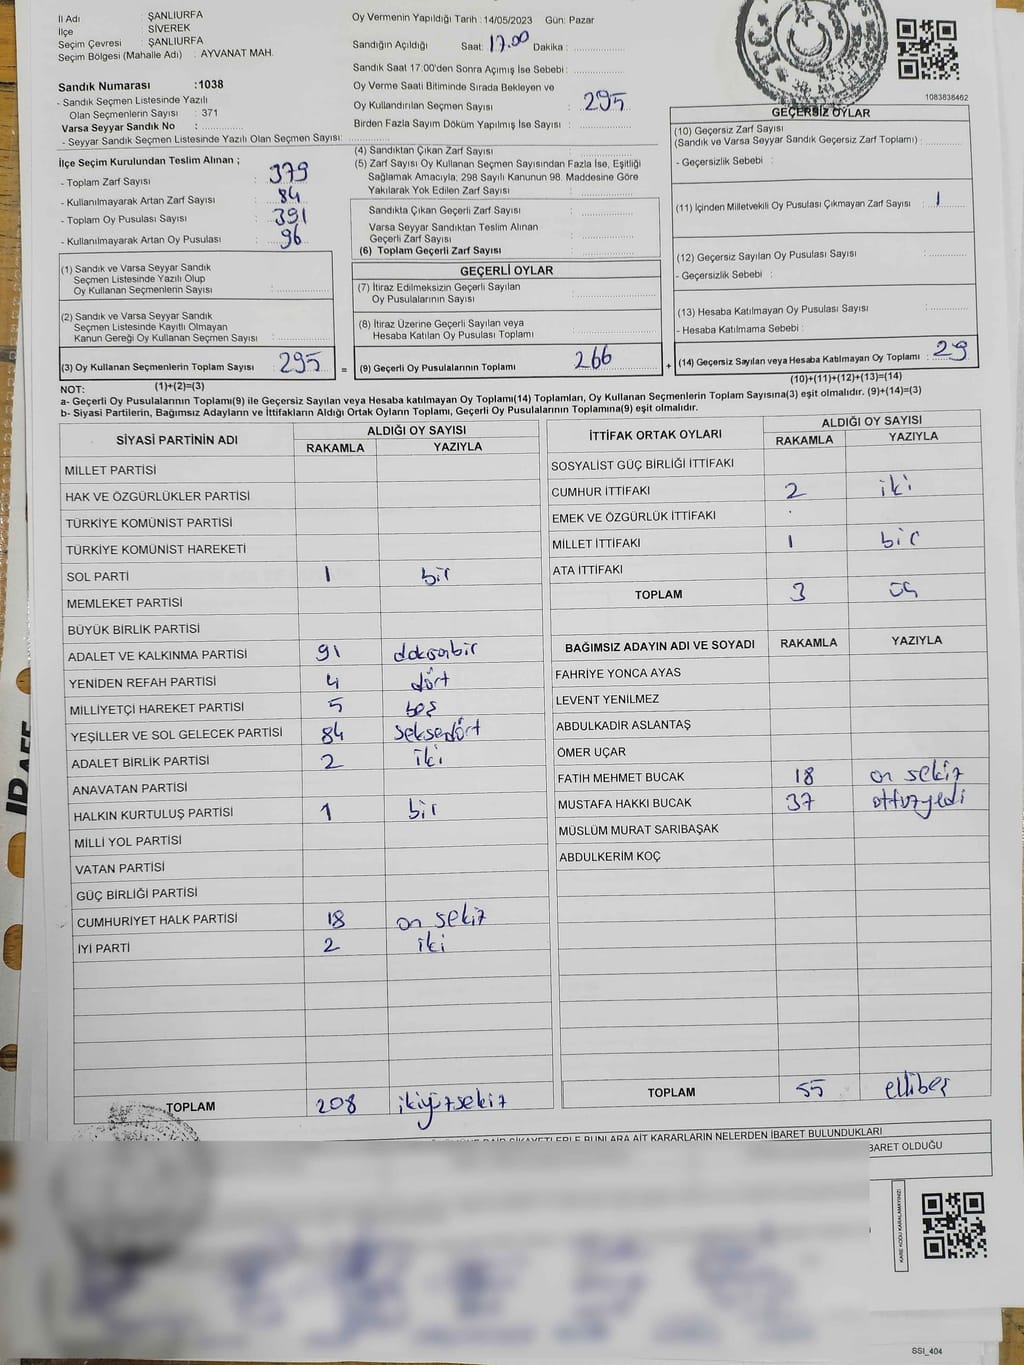 İl Adı : ŞANLIURFA
İlçe : SİVEREK
Seçim Çevresi : ŞANLIURFA
Seçim Bölgesi (Mahalle Adı) : AYVANAT MAH.
Sandık Numarası :1038
- Sandık Seçmen Listesinde Yazılı
Olan Seçmenlerin Sayısı : 371
Varsa Seyyar Sandık No :
- Seyyar Sandık Seçmen Listesinde Yazılı Olan Seçmen Sayısı:
İlçe Seçim Kurulundan Teslim Alınan ;
- Toplam Zarf Sayısı : 379
- Kullanılmayarak Artan Zarf Sayısı : 84
- Toplam Oy Pusulası Sayısı : 391
- Kullanılmayarak Artan Oy Pusulası : 96
(1) Sandık ve Varsa Seyyar Sandık
Seçmen Listesinde Yazılı Olup
Oy Kullanan Seçmenlerin Sayısı :
(2) Sandık ve Varsa Seyyar Sandık
Seçmen Listesinde Kayıtlı Olmayan
Kanun Gereği Oy Kullanan Seçmen Sayısı :
(3) Oy Kullanan Seçmenlerin Toplam Sayısı : 295
Oy Vermenin Yapıldığı Tarih : 14/05/2023 Gün: Pazar
Sandığın Açıldığı Saat: 17.00 Dakika :
Sandık Saat 17:00'den Sonra Açımış İse Sebebi :
Oy Verme Saati Bitiminde Sırada Bekleyen ve
Oy Kullandırılan Seçmen Sayısı : 295
Birden Fazla Sayım Döküm Yapılmış İse Sayısı :
(4) Sandıktan Çıkan Zarf Sayısı :
(5) Zarf Sayısı Oy Kullanan Seçmen Sayısından Fazla İse, Eşitliği
Sağlamak Amacıyla; 298 Sayılı Kanunun 98. Maddesine Göre
Yakılarak Yok Edilen Zarf Sayısı :
Sandıkta Çıkan Geçerli Zarf Sayısı :
Varsa Seyyar Sandıktan Teslim Alınan
Geçerli Zarf Sayısı :
(6) Toplam Geçerli Zarf Sayısı :
GEÇERLİ OYLAR
(7) İtiraz Edilmeksizin Geçerli Sayılan
Oy Pusulalarının Sayısı :
(8) İtiraz Üzerine Geçerli Sayılan veya
Hesaba Katılan Oy Pusulası Toplamı :
= (9) Geçerli Oy Pusulalarının Toplamı : 266
1083838462
GEÇERSİZ OYLAR
(10) Geçersiz Zarf Sayısı
(Sandık ve Varsa Seyyar Sandık Geçersiz Zarf Toplamı) :
- Geçersizlik Sebebi :
(11) İçinden Milletvekili Oy Pusulası Çıkmayan Zarf Sayısı : 1
(12) Geçersiz Sayılan Oy Pusulası Sayısı :
- Geçersizlik Sebebi :
(13) Hesaba Katılmayan Oy Pusulası Sayısı :
- Hesaba Katılmama Sebebi :
+ (14) Geçersiz Sayılan veya Hesaba Katılmayan Oy Toplamı : 29
NOT: (1)+(2)=(3) (10)+(11)+(12)+(13)=(14)
a- Geçerli Oy Pusulalarının Toplamı(9) ile Geçersiz Sayılan veya Hesaba katılmayan Oy Toplamı(14) Toplamları, Oy Kullanan Seçmenlerin Toplam Sayısına(3) eşit olmalıdır. (9)+(14)=(3)
b- Siyasi Partilerin, Bağımsız Adayların ve İttifakların Aldığı Ortak Oyların Toplamı, Geçerli Oy Pusulalarının Toplamına(9) eşit olmalıdır.
SİYASİ PARTİNİN ADI ALDIĞI OY SAYISI
RAKAMLA YAZIYLA
MİLLET PARTİSİ
HAK VE ÖZGÜRLÜKLER PARTİSİ
TÜRKİYE KOMÜNİST PARTİSİ
TÜRKİYE KOMÜNİST HAREKETİ
SOL PARTİ 1 bir
MEMLEKET PARTİSİ
BÜYÜK BİRLİK PARTİSİ
ADALET VE KALKINMA PARTİSİ 91 doksanbir
YENİDEN REFAH PARTİSİ 4 dört
MİLLİYETÇİ HAREKET PARTİSİ 5 beş
YEŞİLLER VE SOL GELECEK PARTİSİ 84 seksendört
ADALET BİRLİK PARTİSİ 2 iki
ANAVATAN PARTİSİ
HALKIN KURTULUŞ PARTİSİ 1 bir
MİLLİ YOL PARTİSİ
VATAN PARTİSİ
GÜÇ BİRLİĞİ PARTİSİ
CUMHURİYET HALK PARTİSİ 18 on sekiz
İYİ PARTİ 2 iki
TOPLAM 208 ikiyüzsekiz
İTTİFAK ORTAK OYLARI ALDIĞI OY SAYISI
RAKAMLA YAZIYLA
SOSYALİST GÜÇ BİRLİĞİ İTTİFAKI
CUMHUR İTTİFAKI 2 iki
EMEK VE ÖZGÜRLÜK İTTİFAKI
MİLLET İTTİFAKI 1 bir
ATA İTTİFAKI
TOPLAM 3 üç
BAĞIMSIZ ADAYIN ADI VE SOYADI RAKAMLA YAZIYLA
FAHRİYE YONCA AYAS
LEVENT YENİLMEZ
ABDULKADIR ASLANTAŞ
ÖMER UÇAR
FATİH MEHMET BUCAK 18 on sekiz
MUSTAFA HAKKI BUCAK 37 ottuzyedi
MÜSLÜM MURAT SARIBAŞAK
ABDULKERİM KOÇ
TOPLAM 55 ellibeş
AİT KARARLARIN NELERDEN İBARET BULUNDUKLARI
BARET OLDUĞU
KARE KODU KARALAMAYINIZ!
SSI_404